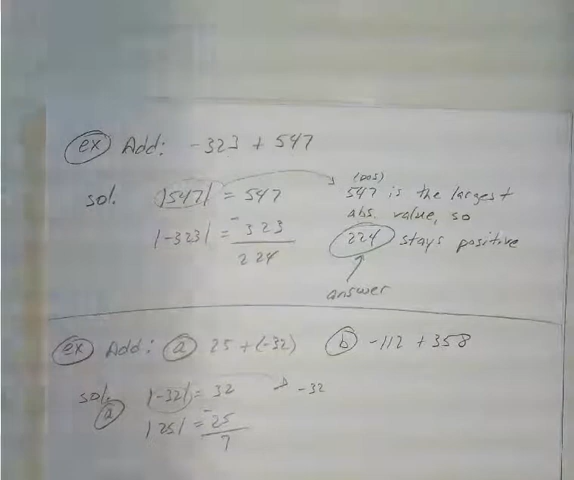 ex Add: -323 + 547
sol. |547| = 547 (pos)
|-323| = - 323 547 is the largest
224 abs. value, so
224 stays positive
answer
ex Add: a 25 + (-32) b -112 + 358
sol. |-32| = 32 → -32
a |25| = - 25
7